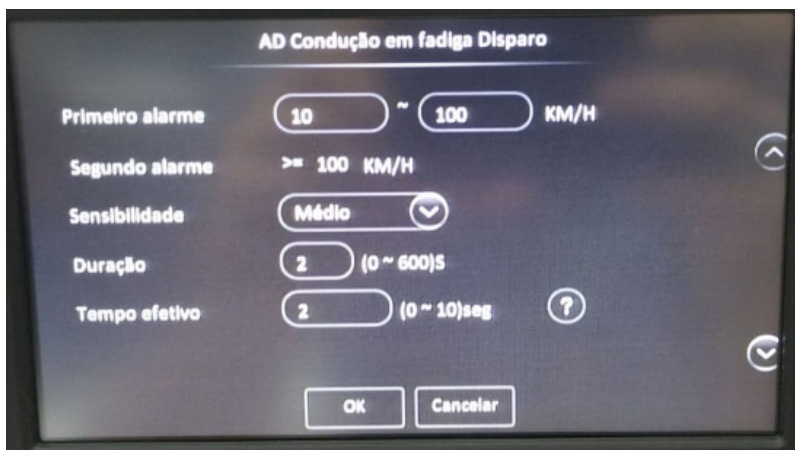 AD Condução em fadiga Disparo
Primeiro alarme 10 ~ 100 KM/H
Segundo alarme >= 100 KM/H
Sensibilidade Médio
Duração 2 (0 ~ 600)S
Tempo efetivo 2 (0 ~ 10)seg ?
OK Cancelar